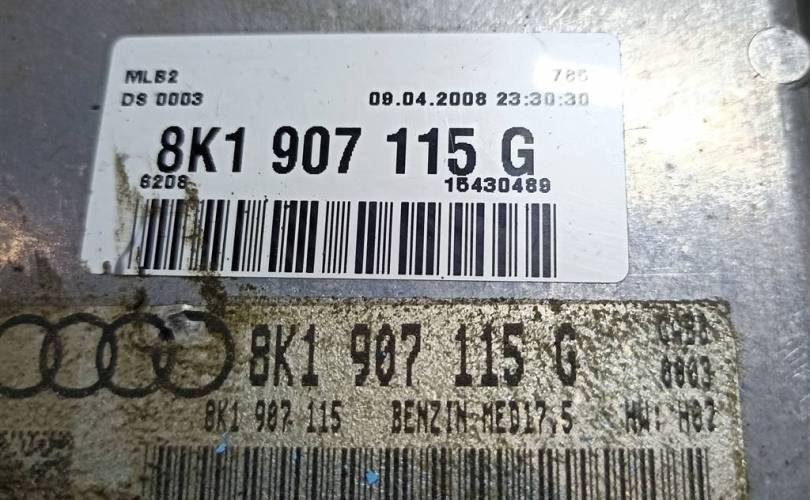 MLB2 785
DS 0003 09.04.2008 23:30:30
8K1 907 115 G
6208 15430489
8K1 907 115 G
0003
8K1 907 115 BENZIN MED17.5 HW: H02